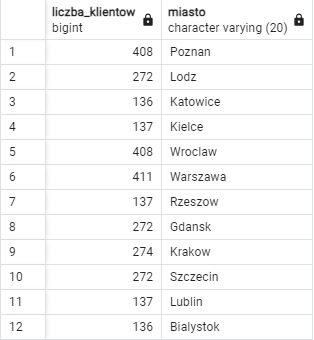 liczba_klientow miasto
bigint character varying (20)
1 408 Poznan
2 272 Lodz
3 136 Katowice
4 137 Kielce
5 408 Wroclaw
6 411 Warszawa
7 137 Rzeszow
8 272 Gdansk
9 274 Krakow
10 272 Szczecin
11 137 Lublin
12 136 Bialystok